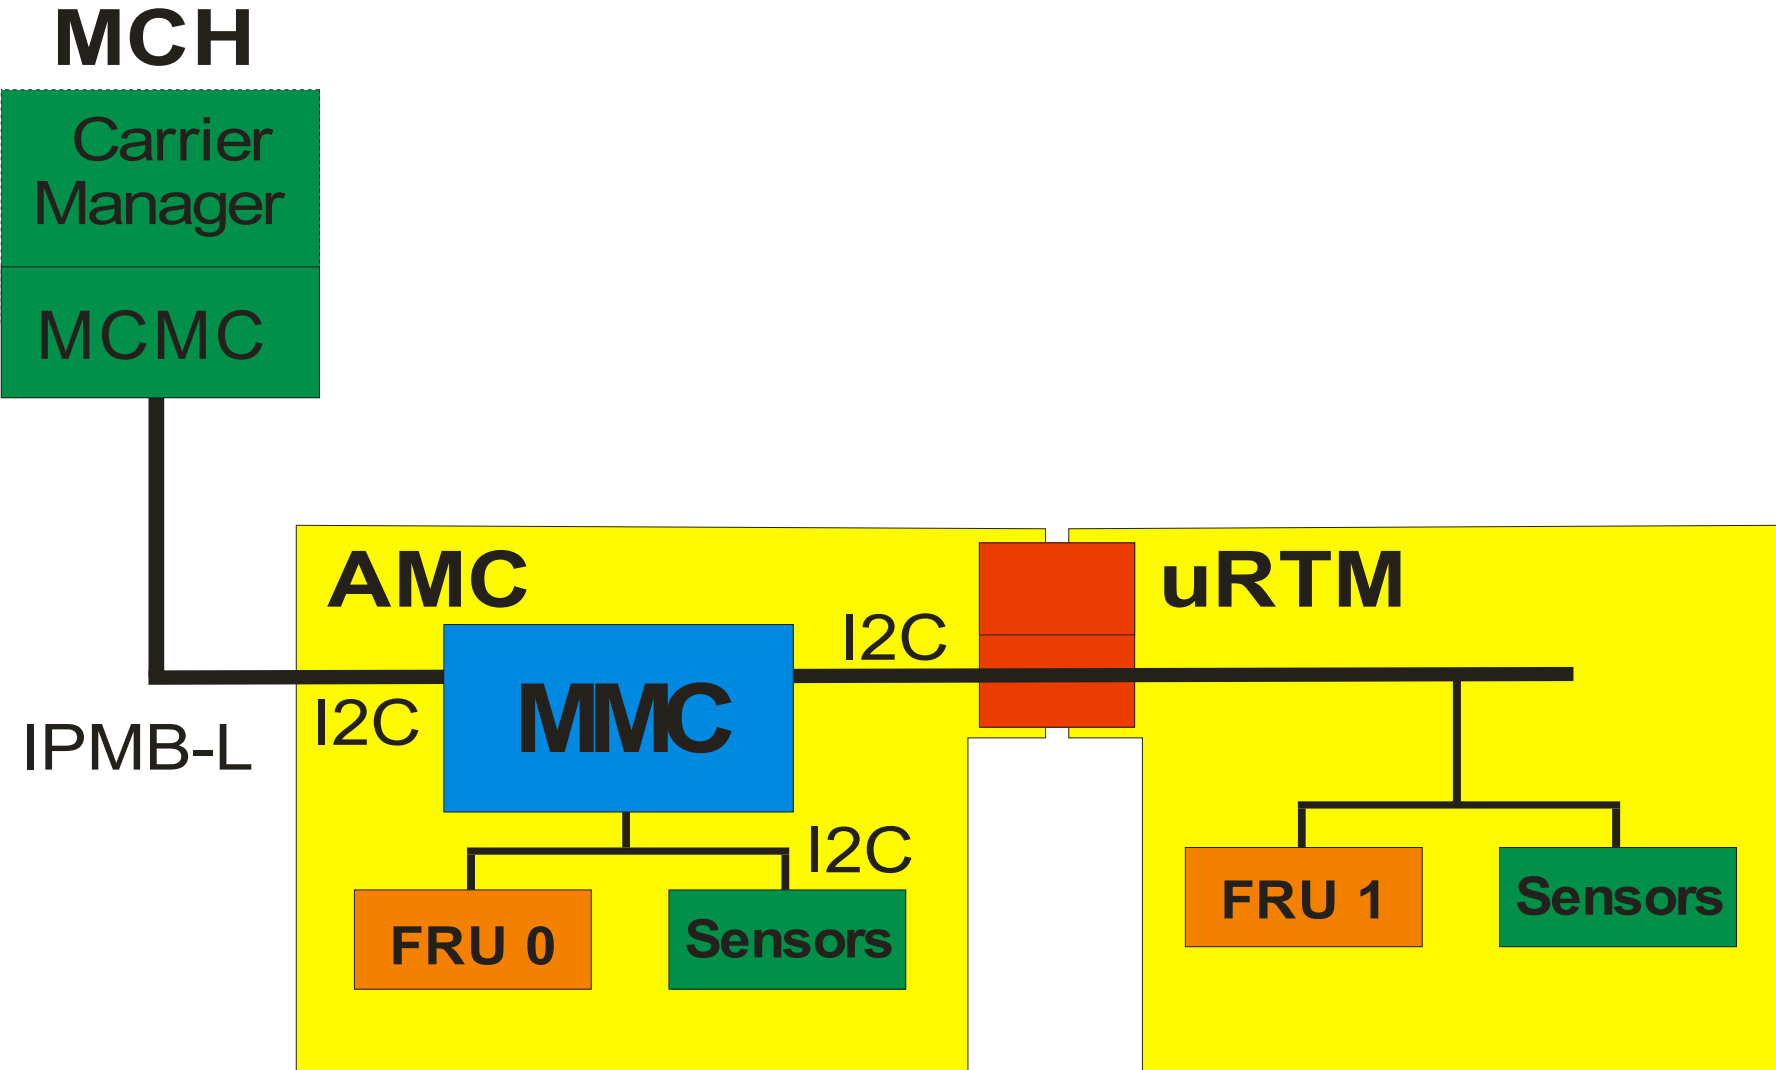 MCH
Carrier
Manager
MCMC
AMC
uRTM
I2C
MMC
I2C
IPMB-L
I2C
FRU 0
Sensors
FRU 1
Sensors